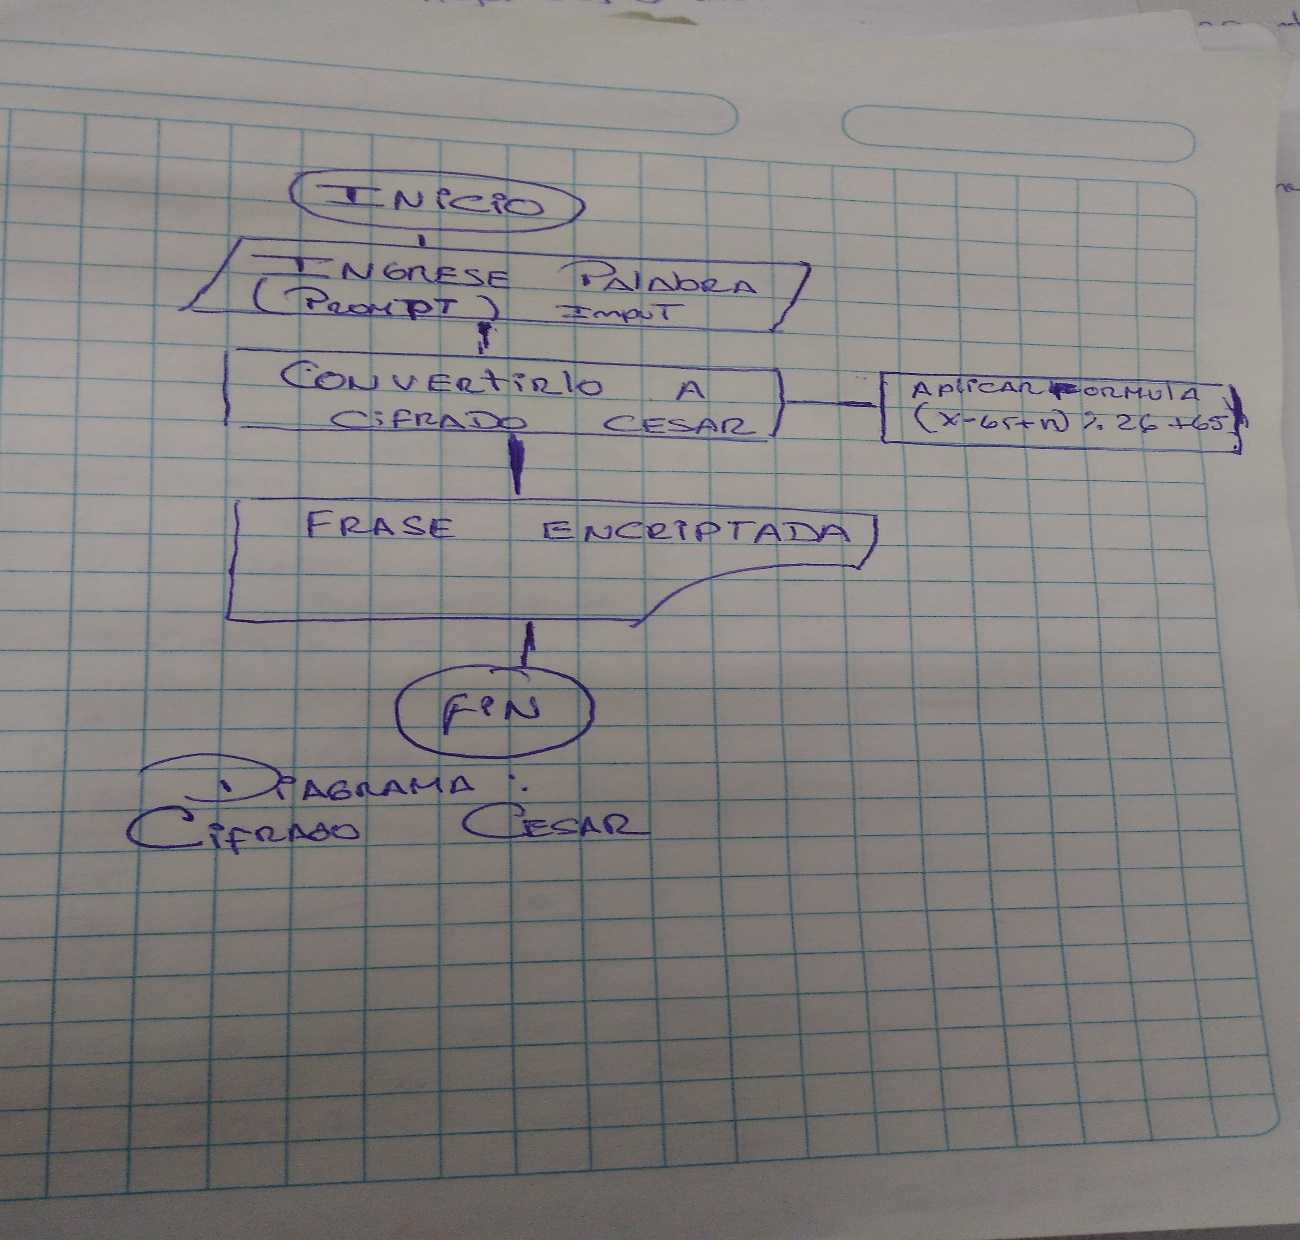 INICIO
INGRESE PALABRA
(PROMPT) INPUT
CONVERTIRLO A
CIFRADO CESAR
APLICAR FORMULA
(x-65+n)%26+65
FRASE ENCRIPTADA
FIN
DIAGRAMA :
CIFRADO CESAR